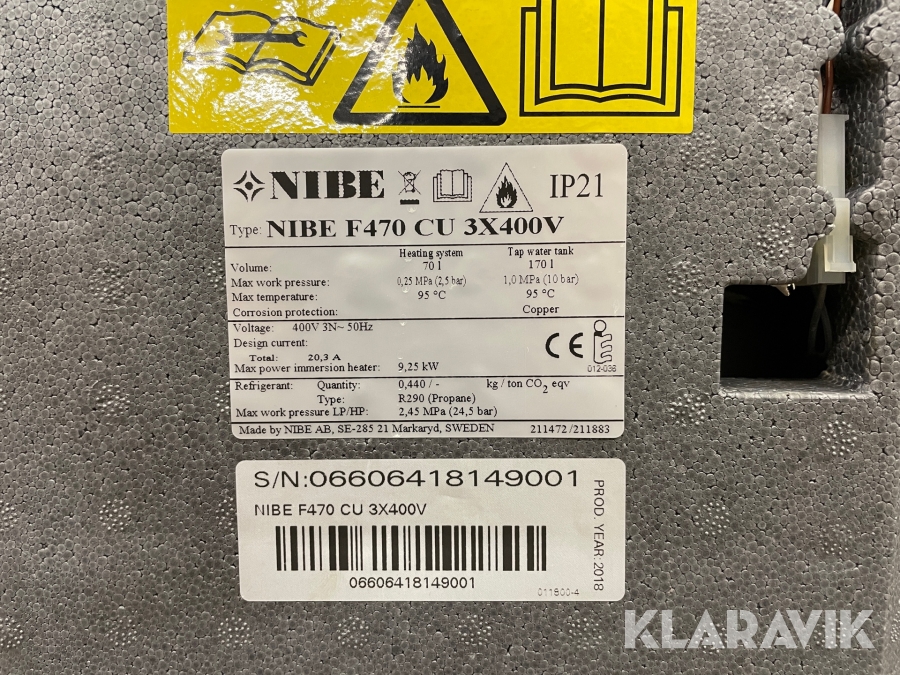 NIBE IP21
Type: NIBE F470 CU 3X400V
Heating system Tap water tank
Volume: 70 l 170 l
Max work pressure: 0,25 MPa (2,5 bar) 1,0 MPa (10 bar)
Max temperature: 95 °C 95 °C
Corrosion protection: Copper
Voltage: 400V 3N~ 50Hz
Design current:
Total: 20,3 A
Max power immersion heater: 9,25 kW
CE
012-036
Refrigerant: Quantity: 0,440 / - kg / ton CO2 eqv
Type: R290 (Propane)
Max work pressure LP/HP: 2,45 MPa (24,5 bar)
Made by NIBE AB, SE-285 21 Markaryd, SWEDEN 211472/211883
S/N:06606418149001
NIBE F470 CU 3X400V
06606418149001
011800-4
PROD YEAR:2018
KLARAVIK